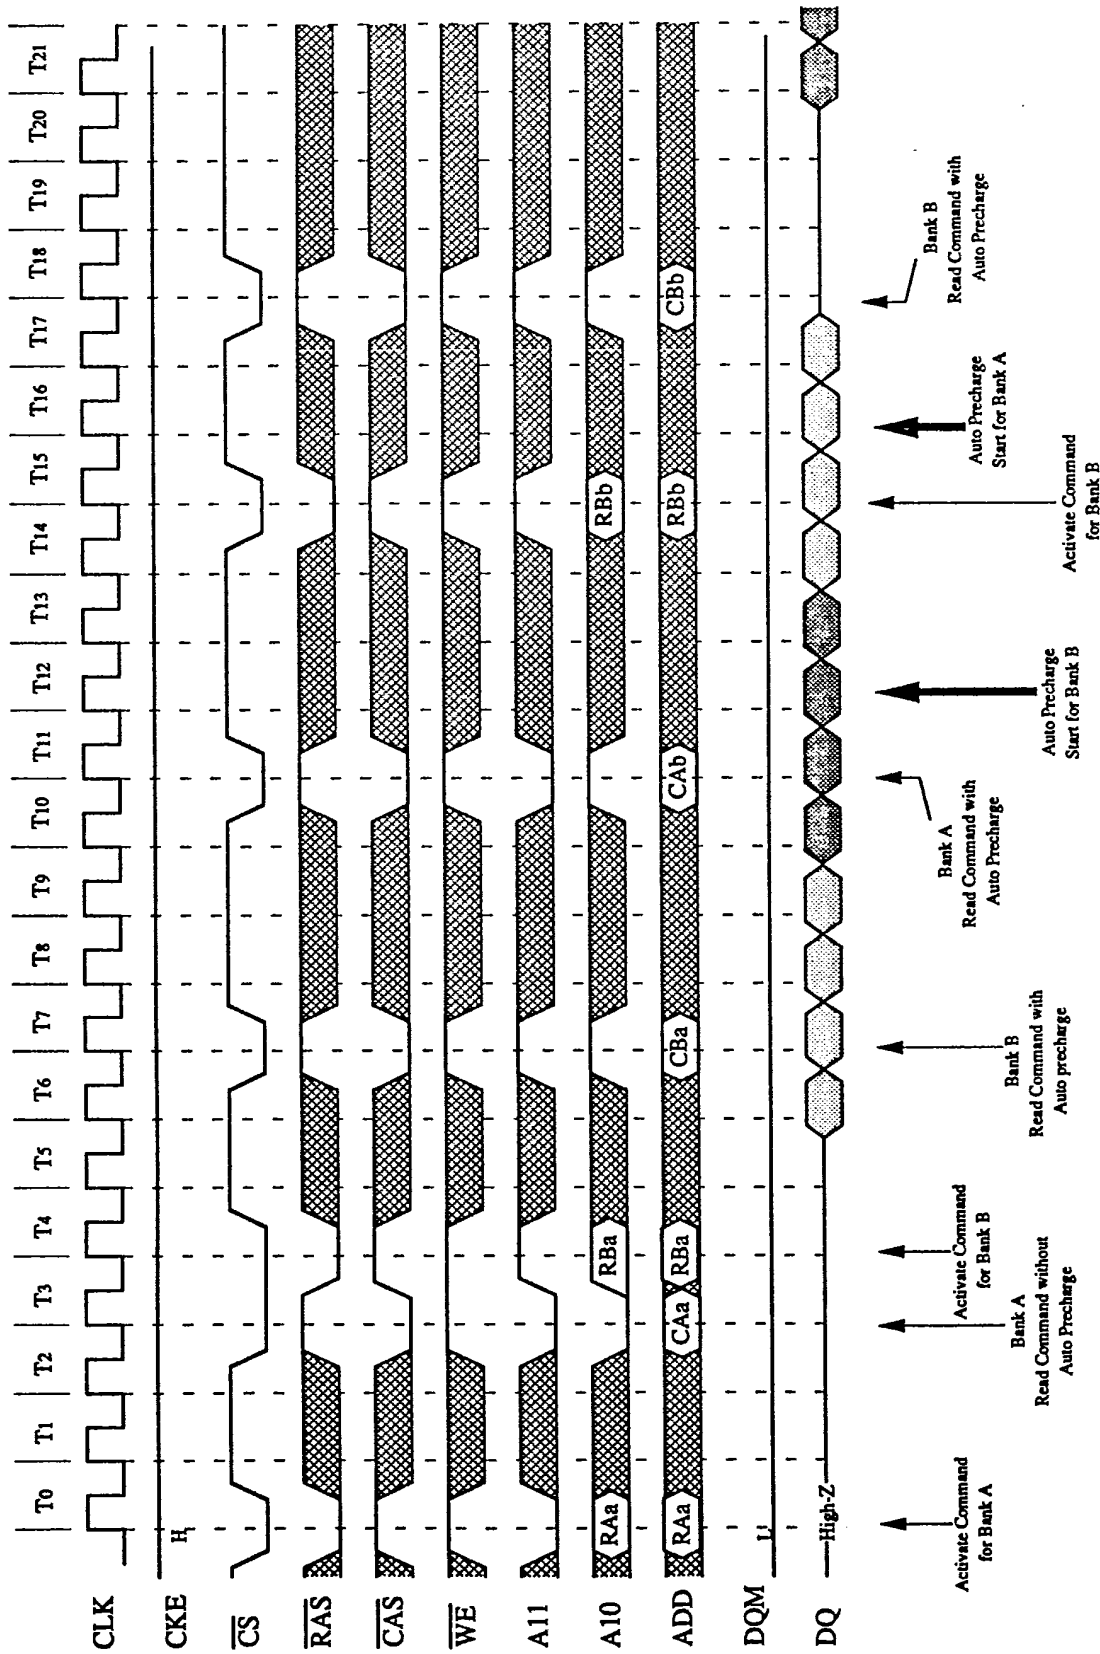 T0 T1 T2 T3 T4 T5 T6 T7 T8 T9 T10 T11 T12 T13 T14 T15 T16 T17 T18 T19 T20 T21
CLK
CKE
H
CS
RAS
CAS
WE
A11
A10
RAa RBa RBb
ADD
RAa CAa RBa CBa CAb RBb CBb
DQM
L
DQ
High-Z
Activate Command
for Bank A
Bank A
Read Command without
Auto Precharge
Activate Command
for Bank B
Bank B
Read Command with
Auto precharge
Bank A
Read Command with
Auto Precharge
Auto Precharge
Start for Bank B
Activate Command
for Bank B
Auto Precharge
Start for Bank A
Bank B
Read Command with
Auto Precharge